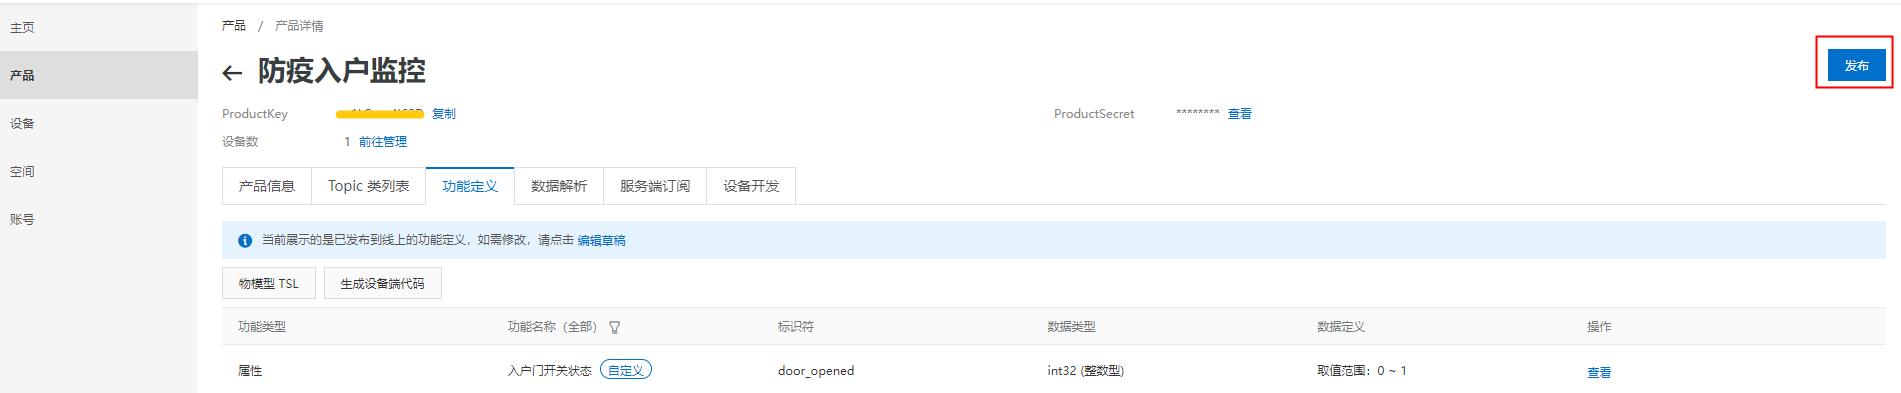 主页
产品
设备
空间
账号
产品 / 产品详情
防疫入户监控
发布
ProductKey 复制
ProductSecret ******** 查看
设备数 1 前往管理
产品信息 Topic 类列表 功能定义 数据解析 服务端订阅 设备开发
当前展示的是已发布到线上的功能定义，如需修改，请点击 编辑草稿
物模型 TSL 生成设备端代码
功能类型 功能名称（全部） 标识符 数据类型 数据定义 操作
属性 入户门开关状态 自定义 door_opened int32 (整数型) 取值范围：0 ~ 1 查看